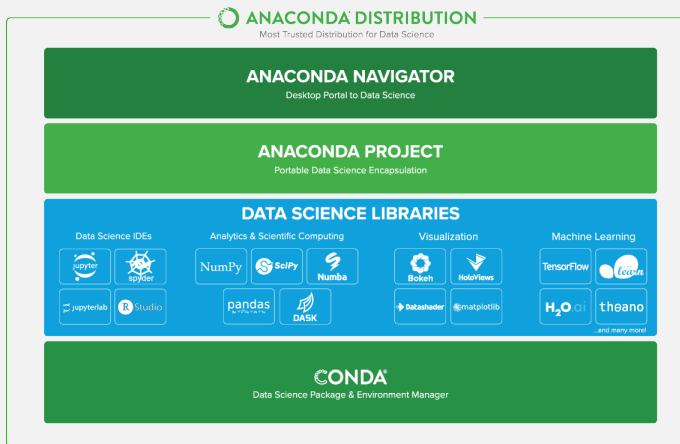 ANACONDA DISTRIBUTION
Most Trusted Distribution for Data Science
ANACONDA NAVIGATOR
Desktop Portal to Data Science
ANACONDA PROJECT
Portable Data Science Encapsulation
DATA SCIENCE LIBRARIES
Data Science IDEs
jupyter
spyder
jupyterlab
R Studio
Analytics & Scientific Computing
NumPy
SciPy
Numba
pandas
DASK
Visualization
Bokeh
HoloViews
Datashader
matplotlib
Machine Learning
TensorFlow
learn
H2O.ai
theano
...and many more!
CONDA®
Data Science Package & Environment Manager